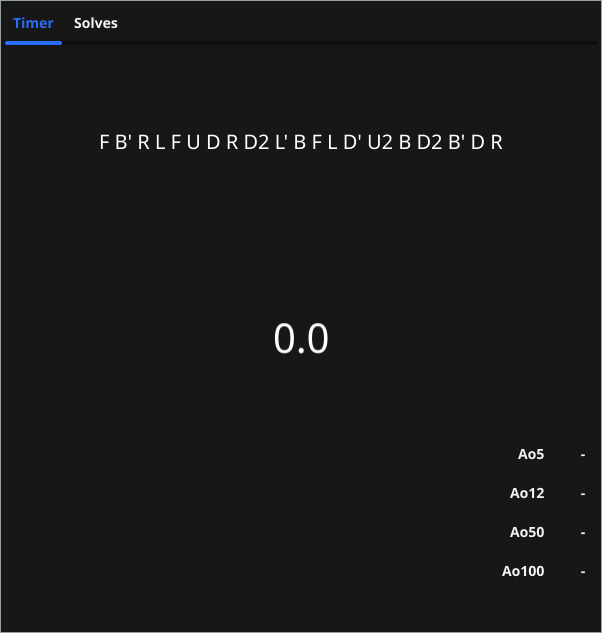 Timer Solves
F B' R L F U D R D2 L' B F L D' U2 B D2 B' D R
0.0
Ao5 -
Ao12 -
Ao50 -
Ao100 -